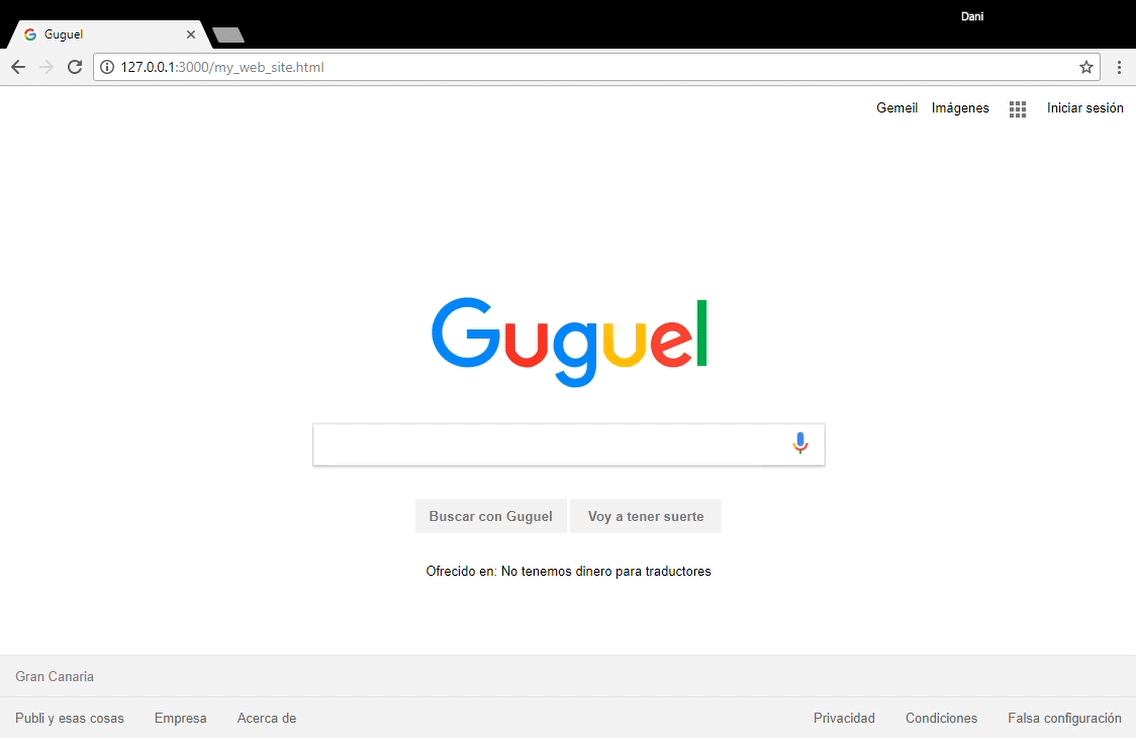 Dani
Guguel
127.0.0.1:3000/my_web_site.html
Gemeil Imágenes Iniciar sesión
Guguel
Buscar con Guguel Voy a tener suerte
Ofrecido en: No tenemos dinero para traductores
Gran Canaria
Publi y esas cosas Empresa Acerca de Privacidad Condiciones Falsa configuración